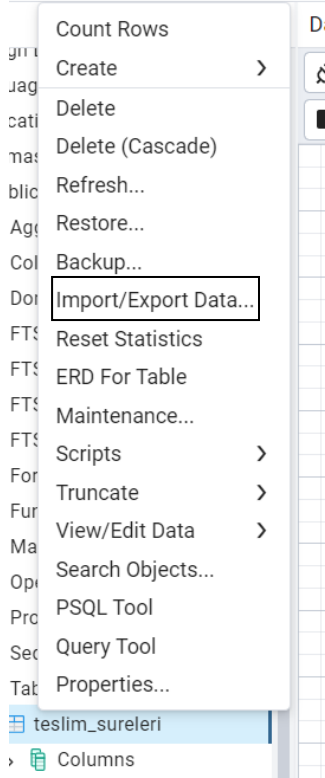 Count Rows
Create
Delete
Delete (Cascade)
Refresh...
Restore...
Backup...
Import/Export Data...
Reset Statistics
ERD For Table
Maintenance...
Scripts
Truncate
View/Edit Data
Search Objects...
PSQL Tool
Query Tool
Properties...
teslim_sureleri
Columns